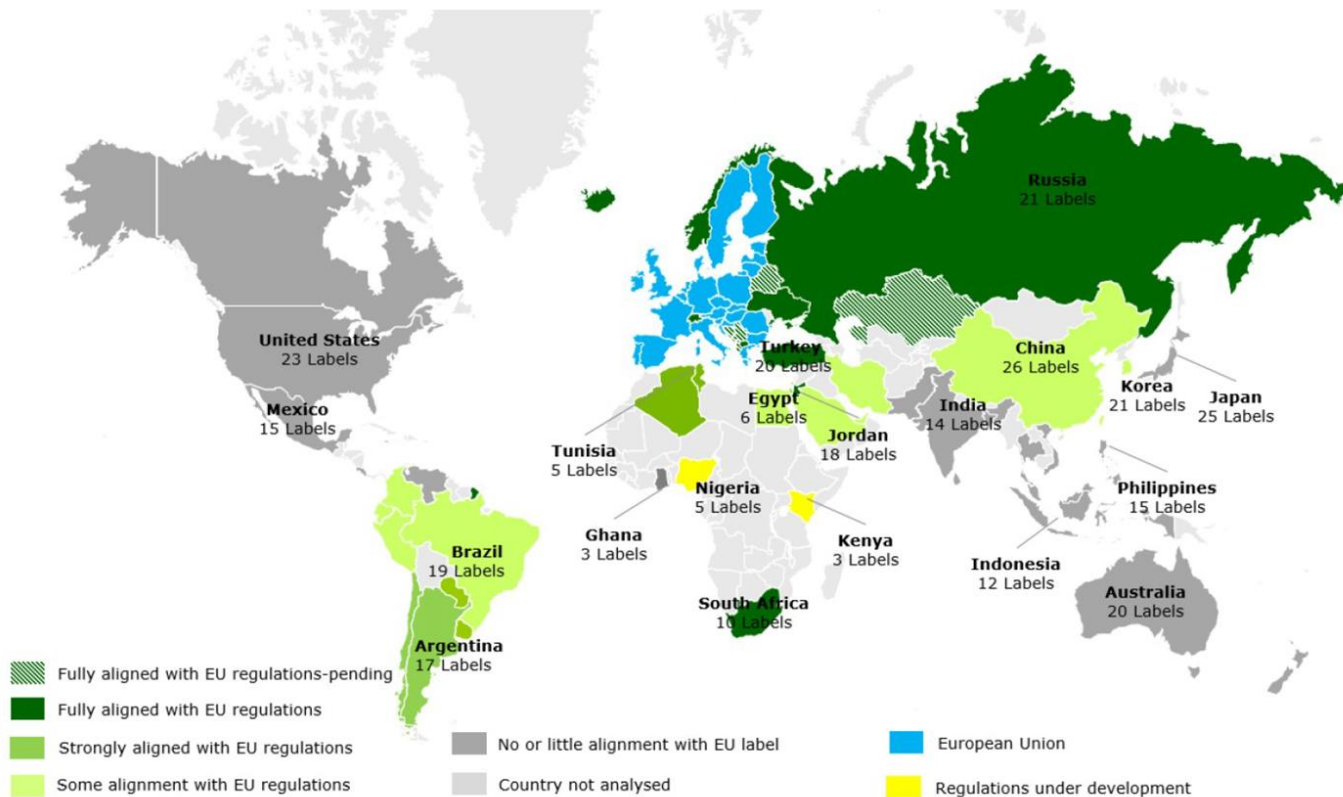 Russia
21 Labels
United States
23 Labels
Mexico
15 Labels
Turkey
20 Labels
China
26 Labels
Korea
21 Labels
Japan
25 Labels
Egypt
6 Labels
India
14 Labels
Jordan
18 Labels
Tunisia
5 Labels
Nigeria
5 Labels
Ghana
3 Labels
Kenya
3 Labels
Philippines
15 Labels
Indonesia
12 Labels
Brazil
19 Labels
South Africa
10 Labels
Australia
20 Labels
Argentina
17 Labels
Fully aligned with EU regulations-pending
Fully aligned with EU regulations
Strongly aligned with EU regulations
Some alignment with EU regulations
No or little alignment with EU label
Country not analysed
European Union
Regulations under development